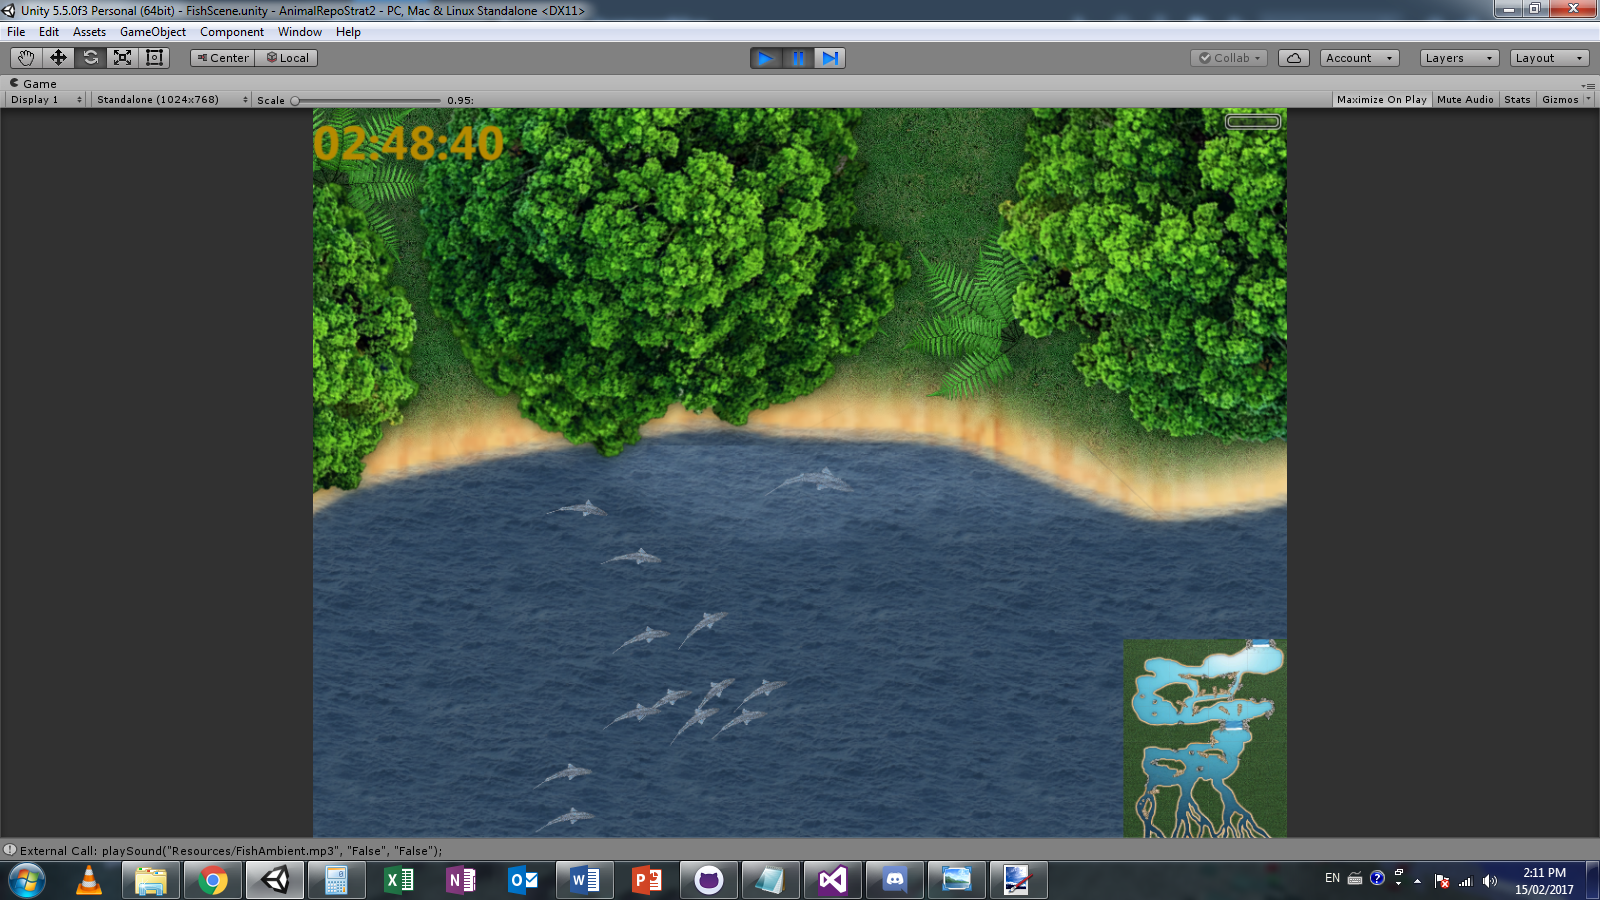 Unity 5.5.0f3 Personal (64bit) - FishScene.unity - AnimalRepoStrat2 - PC, Mac & Linux Standalone <DX11>
File Edit Assets GameObject Component Window Help
Center Local Collab Account Layers Layout
Game
Display 1 Standalone (1024x768) Scale 0.95: Maximize On Play Mute Audio Stats Gizmos
02:48:40
External Call: playSound("Resources/FishAmbient.mp3", "False", "False");
EN 2:11 PM
15/02/2017